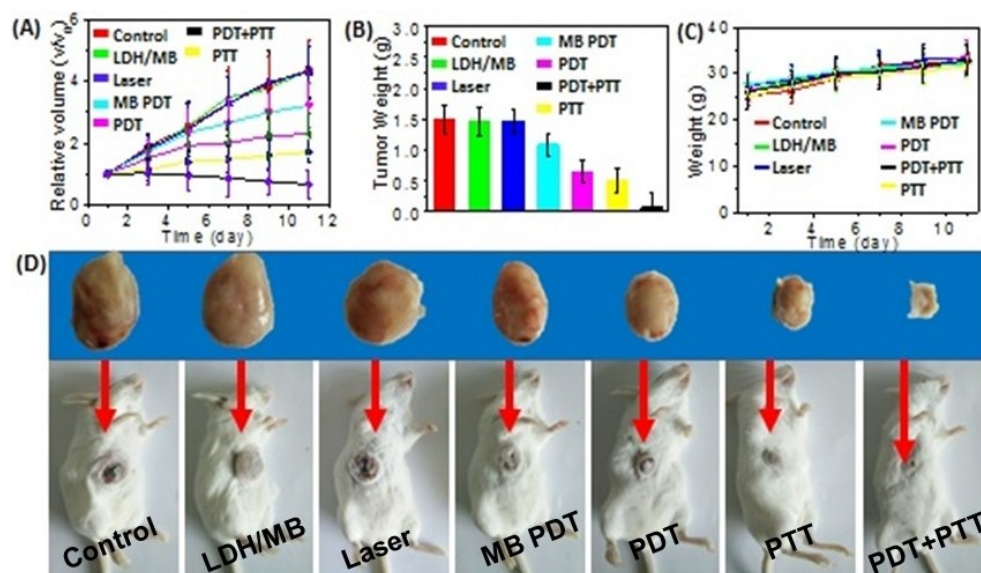 (A)
Relative volume (v/v0)
6
4
2
0
Control
LDH/MB
Laser
MB PDT
PDT
PDT+PTT
PTT
0 2 4 6 8 10 12
Time (day)
(B)
Tumor Weight (g)
3.0
2.5
2.0
1.5
1.0
0.5
0.0
Control
LDH/MB
Laser
MB PDT
PDT
PDT+PTT
PTT
(C)
Weight (g)
40
30
20
10
0
Control
LDH/MB
Laser
MB PDT
PDT
PDT+PTT
PTT
2 4 6 8 10
Time (day)
(D)
Control
LDH/MB
Laser
MB PDT
PDT
PTT
PDT+PTT